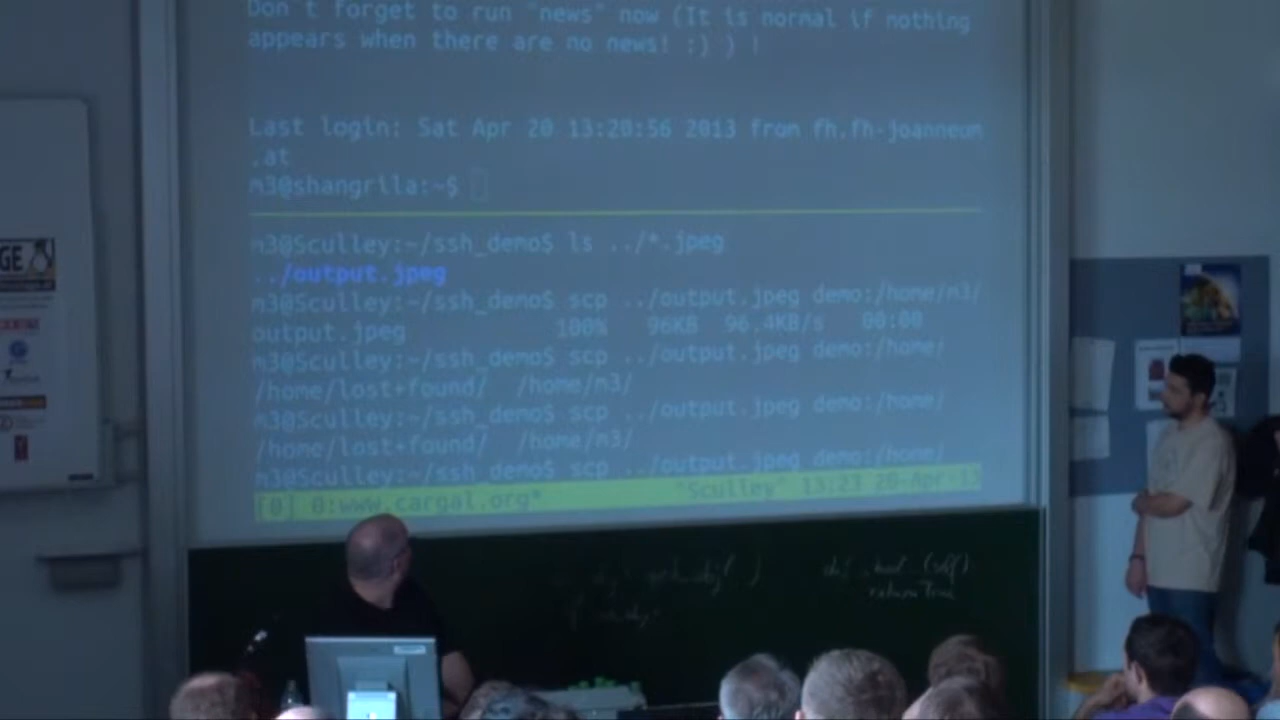 Don't forget to run "news" now (It is normal if nothing
appears when there are no news! :) ) !
Last login: Sat Apr 20 13:20:56 2013 from fh.fh-joanneum
.at
m3@shangrila:~$
m3@Sculley:~/ssh_demo$ ls ../*.jpeg
../output.jpeg
m3@Sculley:~/ssh_demo$ scp ../output.jpeg demo:/home/m3/
output.jpeg 100% 96KB 96.4KB/s 00:00
m3@Sculley:~/ssh_demo$ scp ../output.jpeg demo:/home/
/home/lost+found/ /home/m3/
m3@Sculley:~/ssh_demo$ scp ../output.jpeg demo:/home/
/home/lost+found/ /home/m3/
m3@Sculley:~/ssh_demo$ scp ../output.jpeg demo:/home/
[0] 0:www.cargal.org* "Sculley" 13:23 20-Apr 13
GE